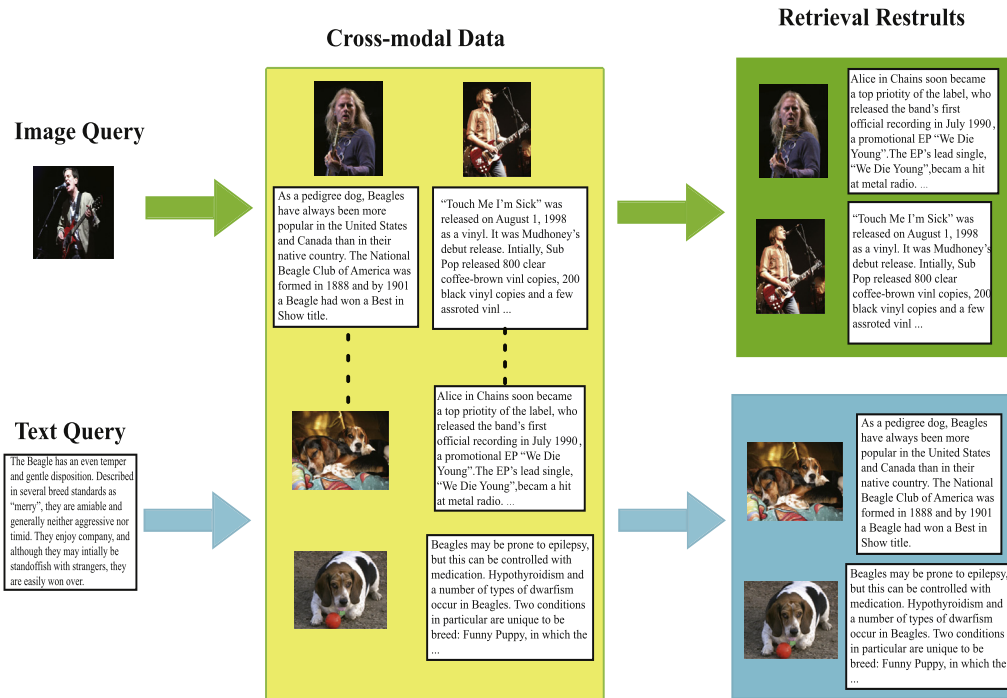 Retrieval Restrults
Cross-modal Data
Image Query
As a pedigree dog, Beagles
have always been more
popular in the United States
and Canada than in their
native country. The National
Beagle Club of America was
formed in 1888 and by 1901
a Beagle had won a Best in
Show title.
“Touch Me I’m Sick” was
released on August 1, 1998
as a vinyl. It was Mudhoney’s
debut release. Intially, Sub
Pop released 800 clear
coffee-brown vinl copies, 200
black vinyl copies and a few
assroted vinl ...
Alice in Chains soon became
a top priotity of the label, who
released the band’s first
official recording in July 1990,
a promotional EP “We Die
Young”.The EP’s lead single,
“We Die Young”,becam a hit
at metal radio. ...
“Touch Me I’m Sick” was
released on August 1, 1998
as a vinyl. It was Mudhoney’s
debut release. Intially, Sub
Pop released 800 clear
coffee-brown vinl copies, 200
black vinyl copies and a few
assroted vinl ...
Text Query
The Beagle has an even temper
and gentle disposition. Described
in several breed standards as
“merry”, they are amiable and
generally neither aggressive nor
timid. They enjoy company, and
although they may intially be
standoffish with strangers, they
are easily won over.
Alice in Chains soon became
a top priotity of the label, who
released the band’s first
official recording in July 1990,
a promotional EP “We Die
Young”.The EP’s lead single,
“We Die Young”,becam a hit
at metal radio. ...
Beagles may be prone to epilepsy,
but this can be controlled with
medication. Hypothyroidism and
a number of types of dwarfism
occur in Beagles. Two conditions
in particular are unique to be
breed: Funny Puppy, in which the
...
As a pedigree dog, Beagles
have always been more
popular in the United States
and Canada than in their
native country. The National
Beagle Club of America was
formed in 1888 and by 1901
a Beagle had won a Best in
Show title.
Beagles may be prone to epilepsy,
but this can be controlled with
medication. Hypothyroidism and
a number of types of dwarfism
occur in Beagles. Two conditions
in particular are unique to be
breed: Funny Puppy, in which the
...